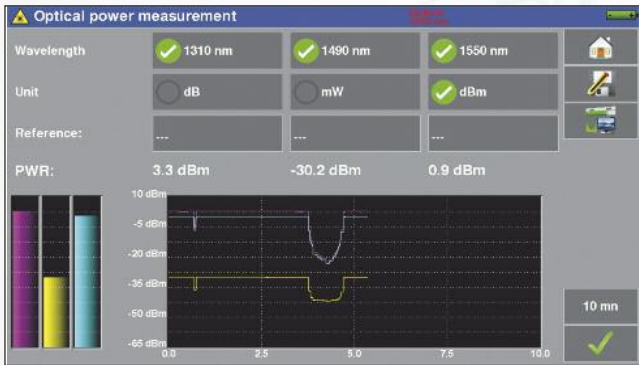 Optical power measurement
Wavelength 1310 nm 1490 nm 1550 nm
Unit dB mW dBm
Reference: --- --- ---
PWR: 3.3 dBm -30.2 dBm 0.9 dBm
10 dBm
-5 dBm
-20 dBm
-35 dBm
-50 dBm
-65 dBm
0.0 2.5 5.0 7.5 10.0
10 mn